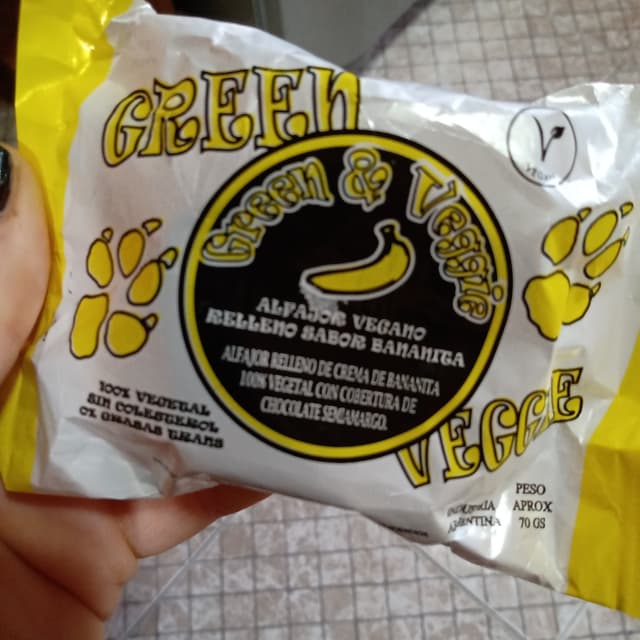 GREEN
Green & Veggie
ALFAJOR VEGANO
RELLENO SABOR BANANITA
ALFAJOR RELLENO DE CREMA DE BANANITA
100% VEGETAL CON COBERTURA DE
CHOCOLATE SEMIAMARGO.
VEGGIE
100% VEGETAL
SIN COLESTEROL
0% GRASAS TRANS
INDUSTRIA
ARGENTINA
PESO
APROX
70 GS
V